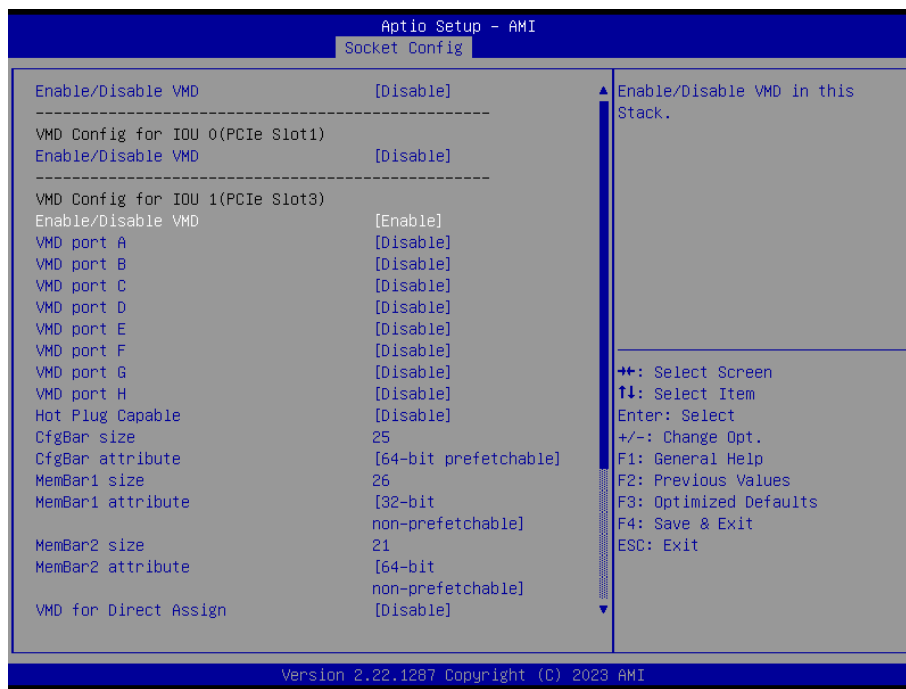 Aptio Setup – AMI
Socket Config
Enable/Disable VMD [Disable]
--------------------------------------------------
VMD Config for IOU 0(PCIe Slot1)
Enable/Disable VMD [Disable]
--------------------------------------------------
VMD Config for IOU 1(PCIe Slot3)
Enable/Disable VMD [Enable]
VMD port A [Disable]
VMD port B [Disable]
VMD port C [Disable]
VMD port D [Disable]
VMD port E [Disable]
VMD port F [Disable]
VMD port G [Disable]
VMD port H [Disable]
Hot Plug Capable [Disable]
CfgBar size 25
CfgBar attribute [64-bit prefetchable]
MemBar1 size 26
MemBar1 attribute [32-bit
non-prefetchable]
MemBar2 size 21
MemBar2 attribute [64-bit
non-prefetchable]
VMD for Direct Assign [Disable]
Enable/Disable VMD in this
Stack.
→←: Select Screen
↑↓: Select Item
Enter: Select
+/-: Change Opt.
F1: General Help
F2: Previous Values
F3: Optimized Defaults
F4: Save & Exit
ESC: Exit
Version 2.22.1287 Copyright (C) 2023 AMI